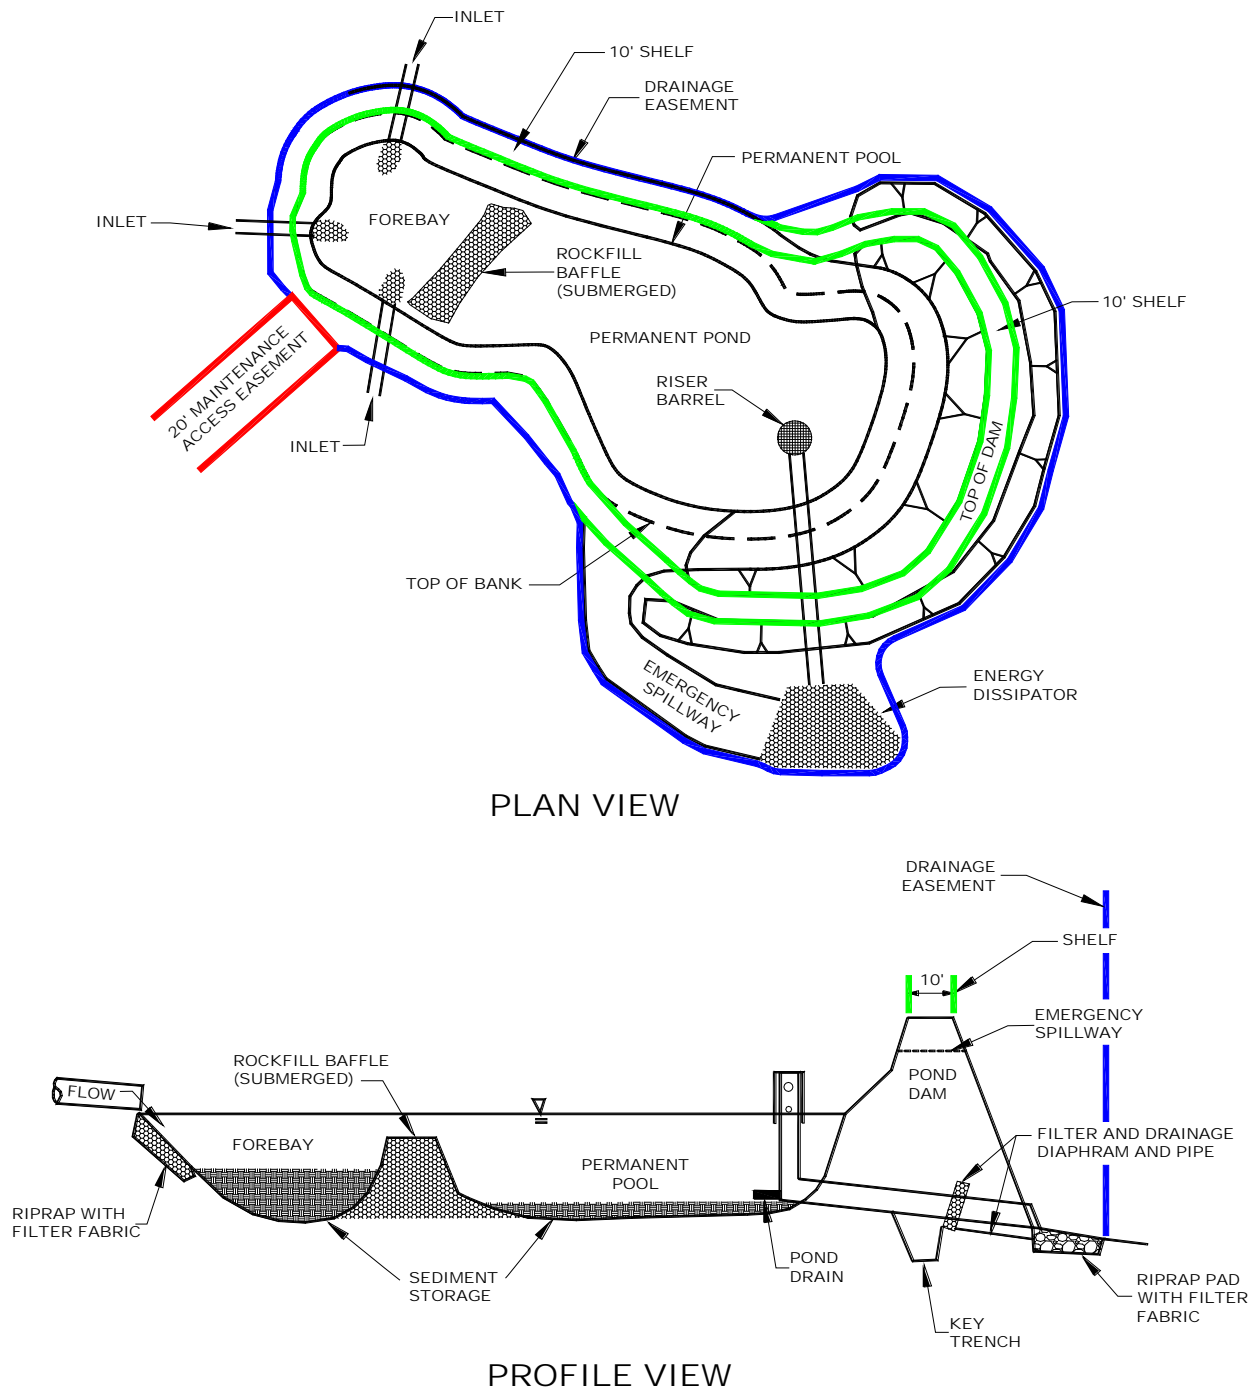 INLET
10' SHELF
DRAINAGE
EASEMENT
PERMANENT POOL
INLET
FOREBAY
ROCKFILL
BAFFLE
(SUBMERGED)
10' SHELF
PERMANENT POND
20' MAINTENANCE
ACCESS EASEMENT
RISER
BARREL
INLET
TOP OF DAM
TOP OF BANK
EMERGENCY
SPILLWAY
ENERGY
DISSIPATOR
PLAN VIEW
DRAINAGE
EASEMENT
SHELF
10'
EMERGENCY
SPILLWAY
ROCKFILL BAFFLE
(SUBMERGED)
POND
DAM
FLOW
FOREBAY
FILTER AND DRAINAGE
DIAPHRAM AND PIPE
PERMANENT
POOL
RIPRAP WITH
FILTER FABRIC
POND
DRAIN
SEDIMENT
STORAGE
RIPRAP PAD
WITH FILTER
FABRIC
KEY
TRENCH
PROFILE VIEW